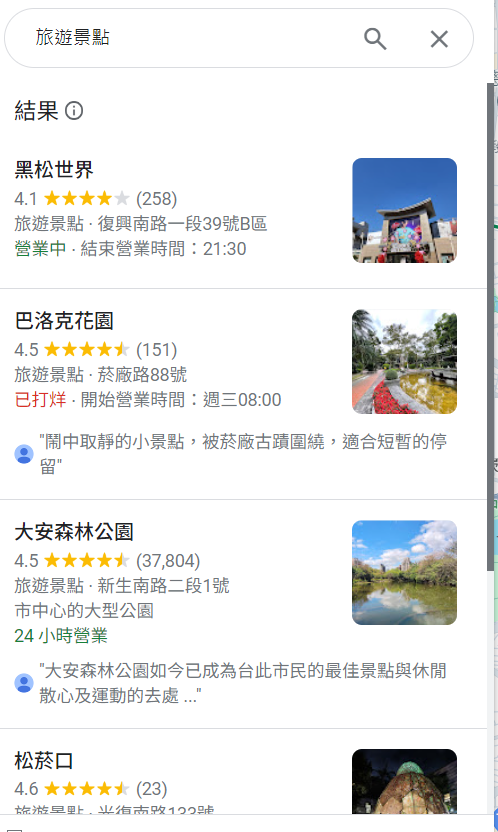 旅遊景點
結果
黑松世界
4.1 (258)
旅遊景點 · 復興南路一段39號B區
營業中 · 結束營業時間：21:30
巴洛克花園
4.5 (151)
旅遊景點 · 菸廠路88號
已打烊 · 開始營業時間：週三08:00
"鬧中取靜的小景點，被菸廠古蹟圍繞，適合短暫的停
留"
大安森林公園
4.5 (37,804)
旅遊景點 · 新生南路二段1號
市中心的大型公園
24 小時營業
"大安森林公園如今已成為台此市民的最佳景點與休閒
散心及運動的去處 ..."
松菸口
4.6 (23)
旅遊景點 · 光復南路133號